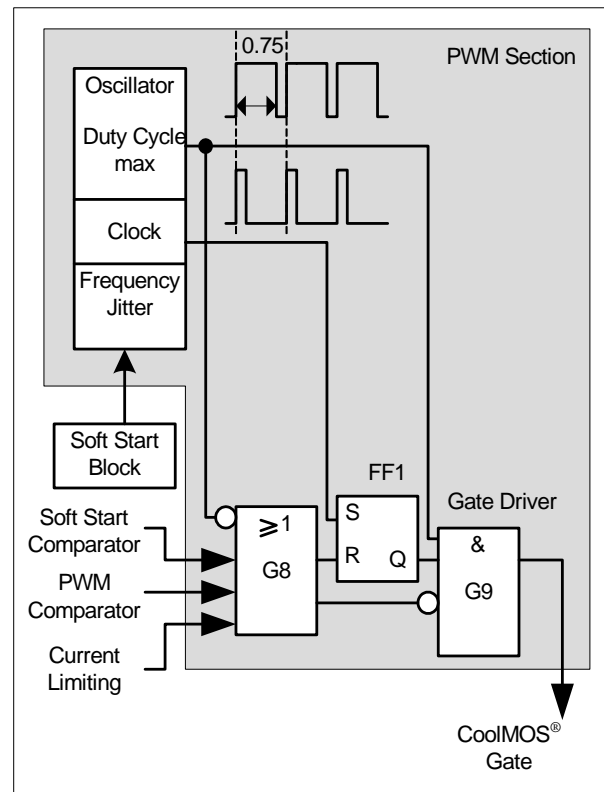 0.75
PWM Section
Oscillator
Duty Cycle
max
Clock
Frequency
Jitter
Soft Start
Block
FF1
Gate Driver
Soft Start
Comparator
PWM
Comparator
Current
Limiting
⩾1
G8
S
R
Q
&
G9
CoolMOS®
Gate